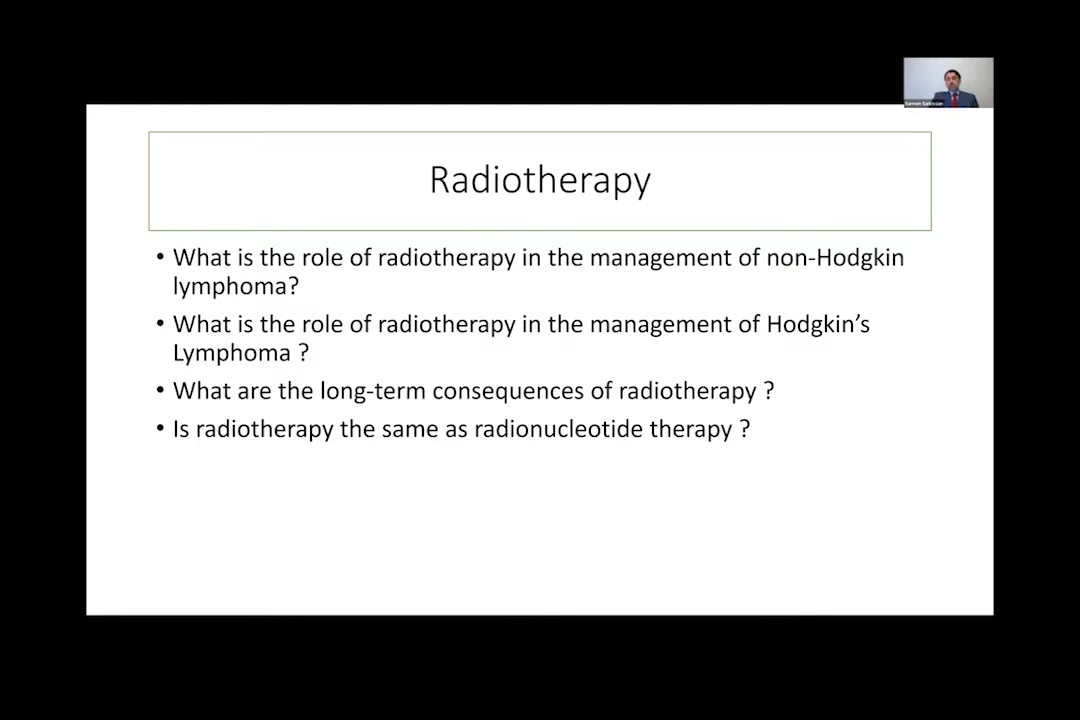 Radiotherapy
• What is the role of radiotherapy in the management of non-Hodgkin
lymphoma?
• What is the role of radiotherapy in the management of Hodgkin’s
Lymphoma ?
• What are the long-term consequences of radiotherapy ?
• Is radiotherapy the same as radionucleotide therapy ?